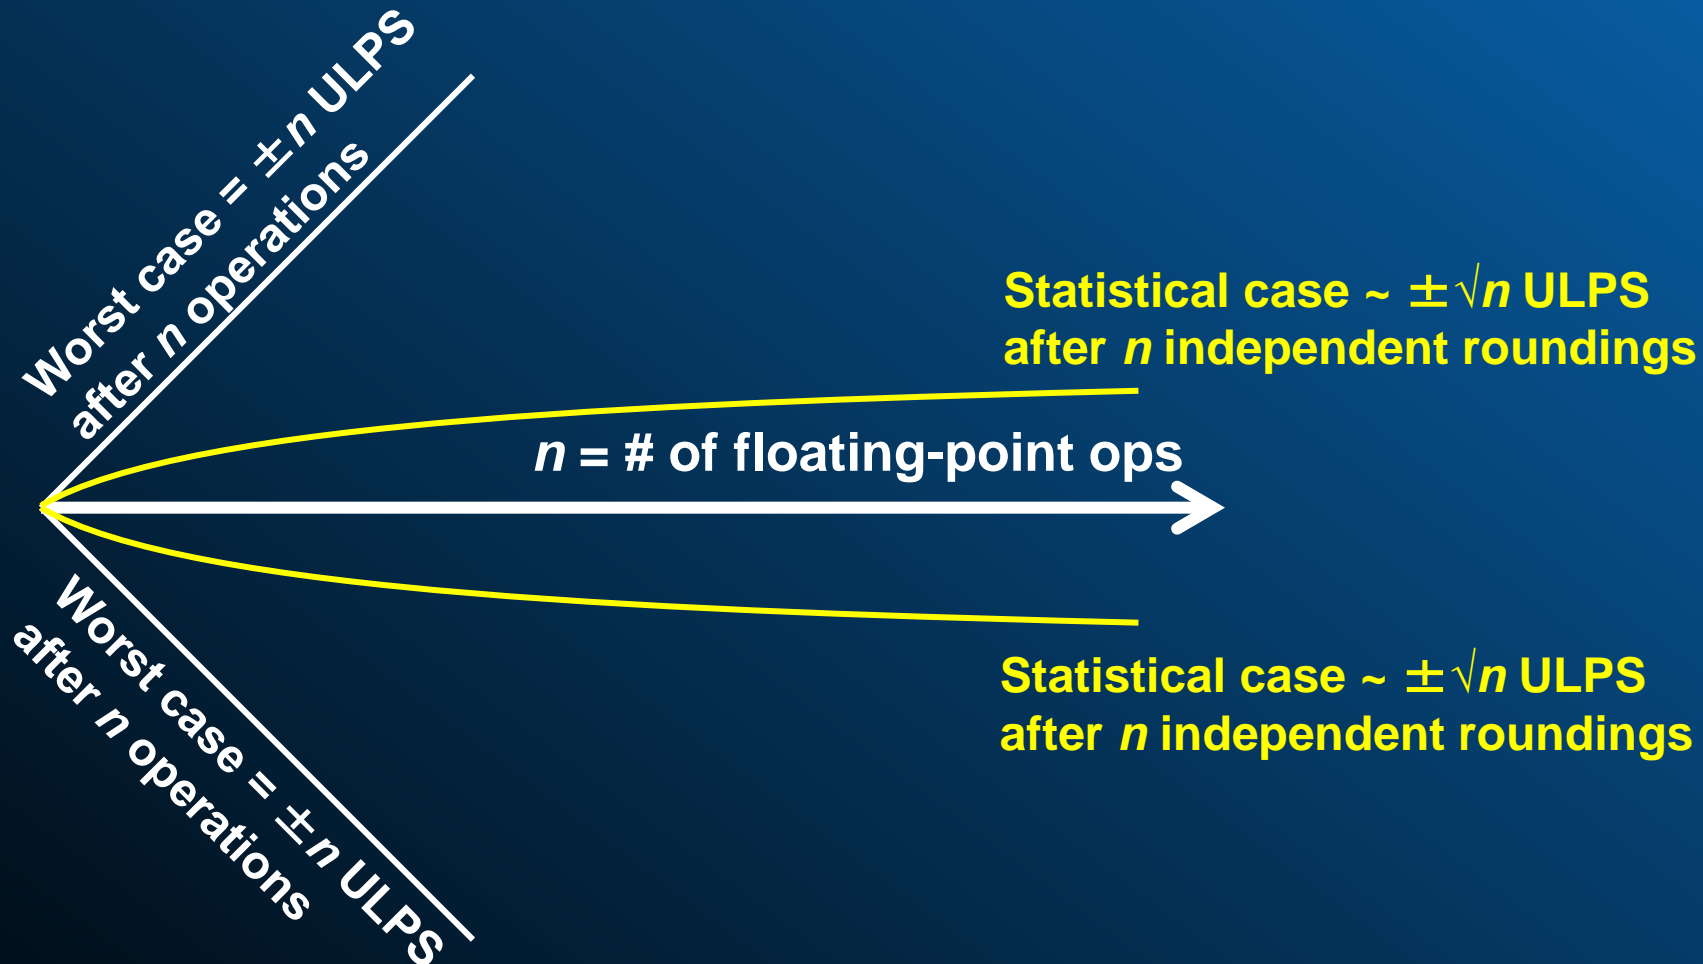 Worst case = ±n ULPS
after n operations
Statistical case ~ ±√n ULPS
after n independent roundings
n = # of floating-point ops
Worst case = ±n ULPS
after n operations
Statistical case ~ ±√n ULPS
after n independent roundings